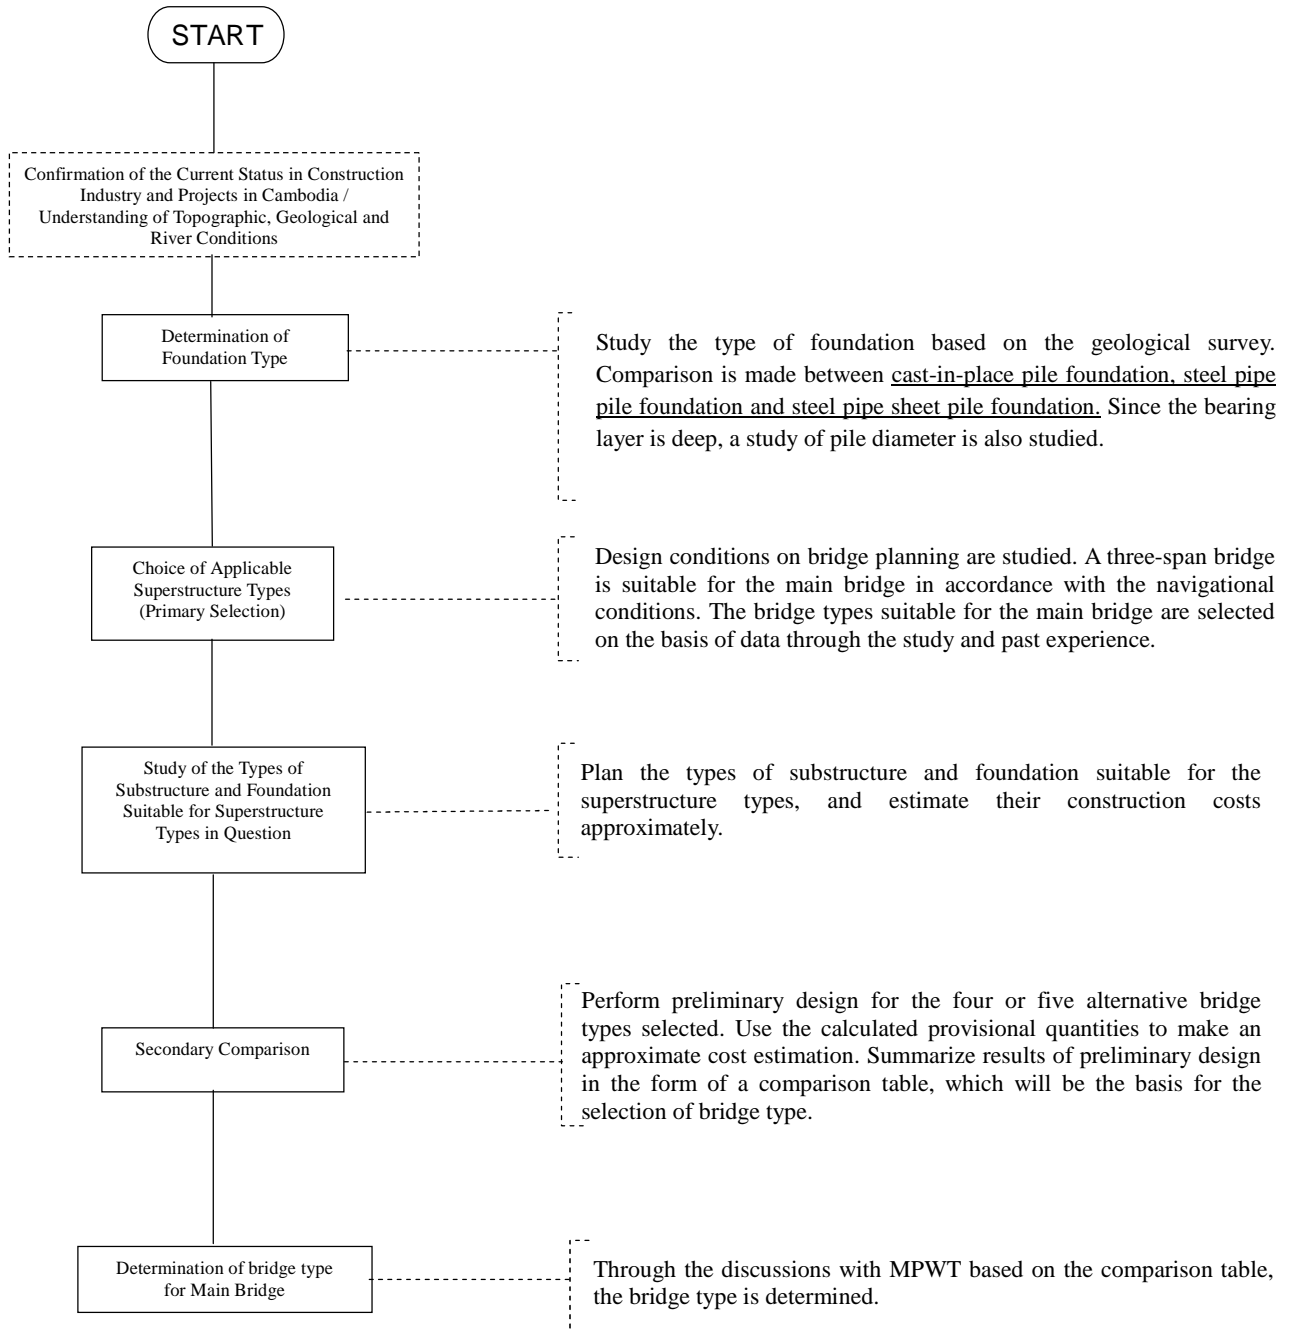 START
Confirmation of the Current Status in Construction
Industry and Projects in Cambodia /
Understanding of Topographic, Geological and
River Conditions
Determination of
Foundation Type
Study the type of foundation based on the geological survey.
Comparison is made between cast-in-place pile foundation, steel pipe
pile foundation and steel pipe sheet pile foundation. Since the bearing
layer is deep, a study of pile diameter is also studied.
Choice of Applicable
Superstructure Types
(Primary Selection)
Design conditions on bridge planning are studied. A three-span bridge
is suitable for the main bridge in accordance with the navigational
conditions. The bridge types suitable for the main bridge are selected
on the basis of data through the study and past experience.
Study of the Types of
Substructure and Foundation
Suitable for Superstructure
Types in Question
Plan the types of substructure and foundation suitable for the
superstructure types, and estimate their construction costs
approximately.
Secondary Comparison
Perform preliminary design for the four or five alternative bridge
types selected. Use the calculated provisional quantities to make an
approximate cost estimation. Summarize results of preliminary design
in the form of a comparison table, which will be the basis for the
selection of bridge type.
Determination of bridge type
for Main Bridge
Through the discussions with MPWT based on the comparison table,
the bridge type is determined.